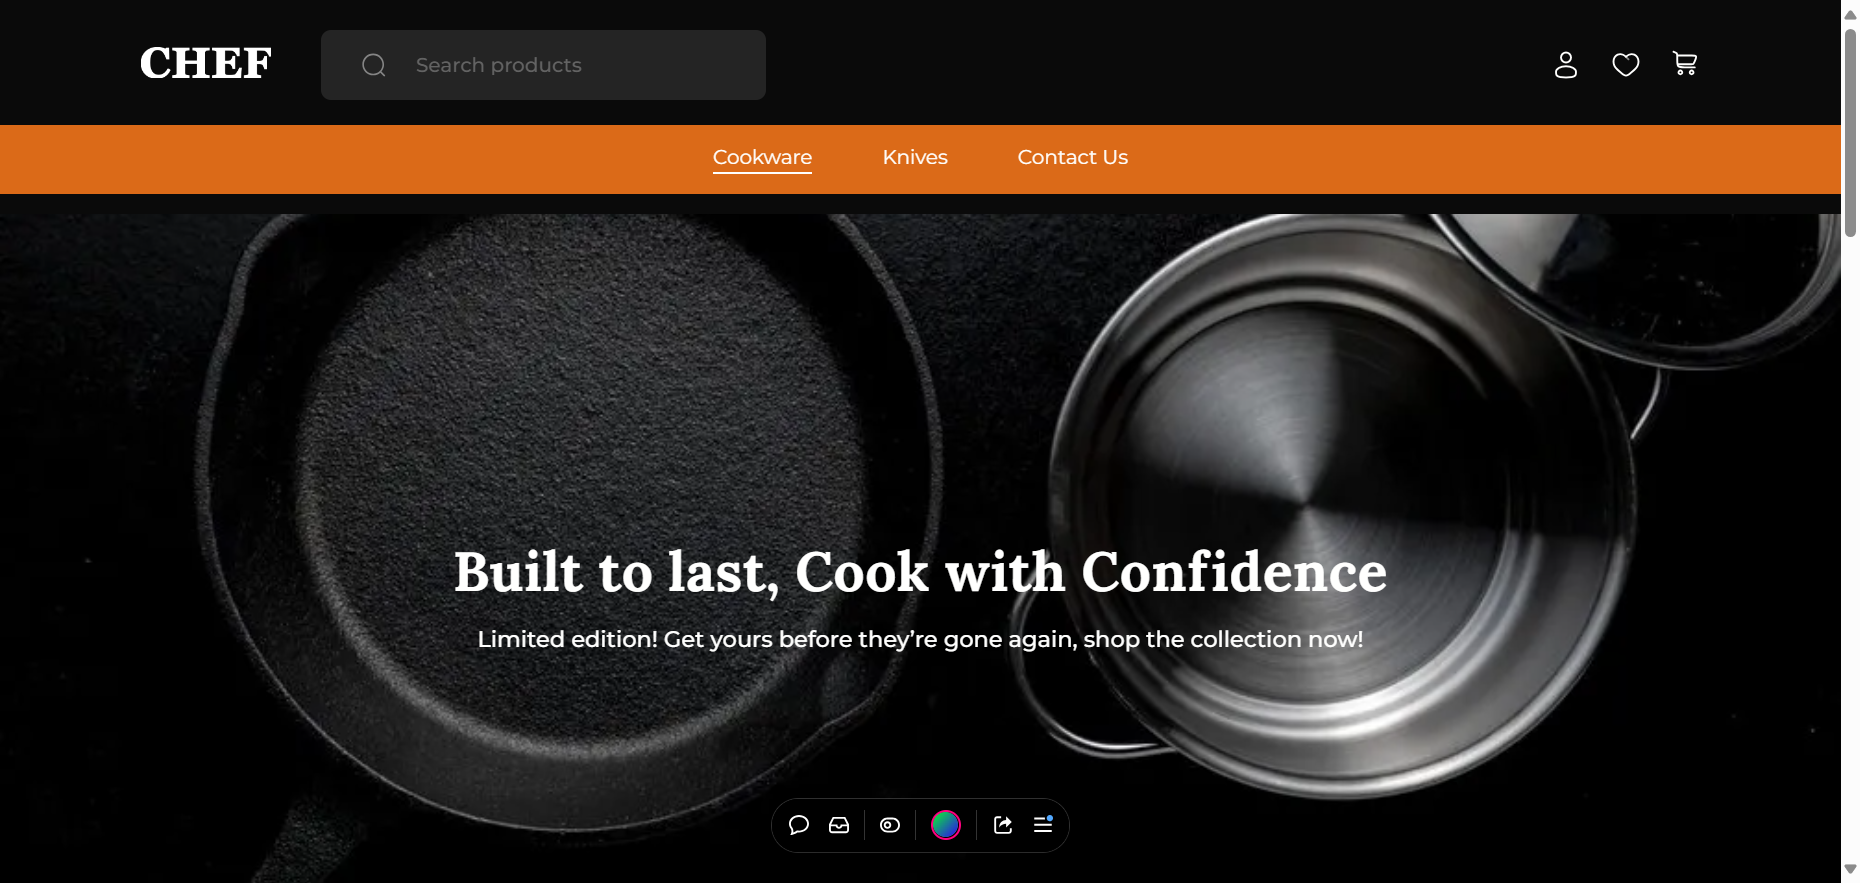 CHEF
Search products
Cookware
Knives
Contact Us
Built to last, Cook with Confidence
Limited edition! Get yours before they’re gone again, shop the collection now!